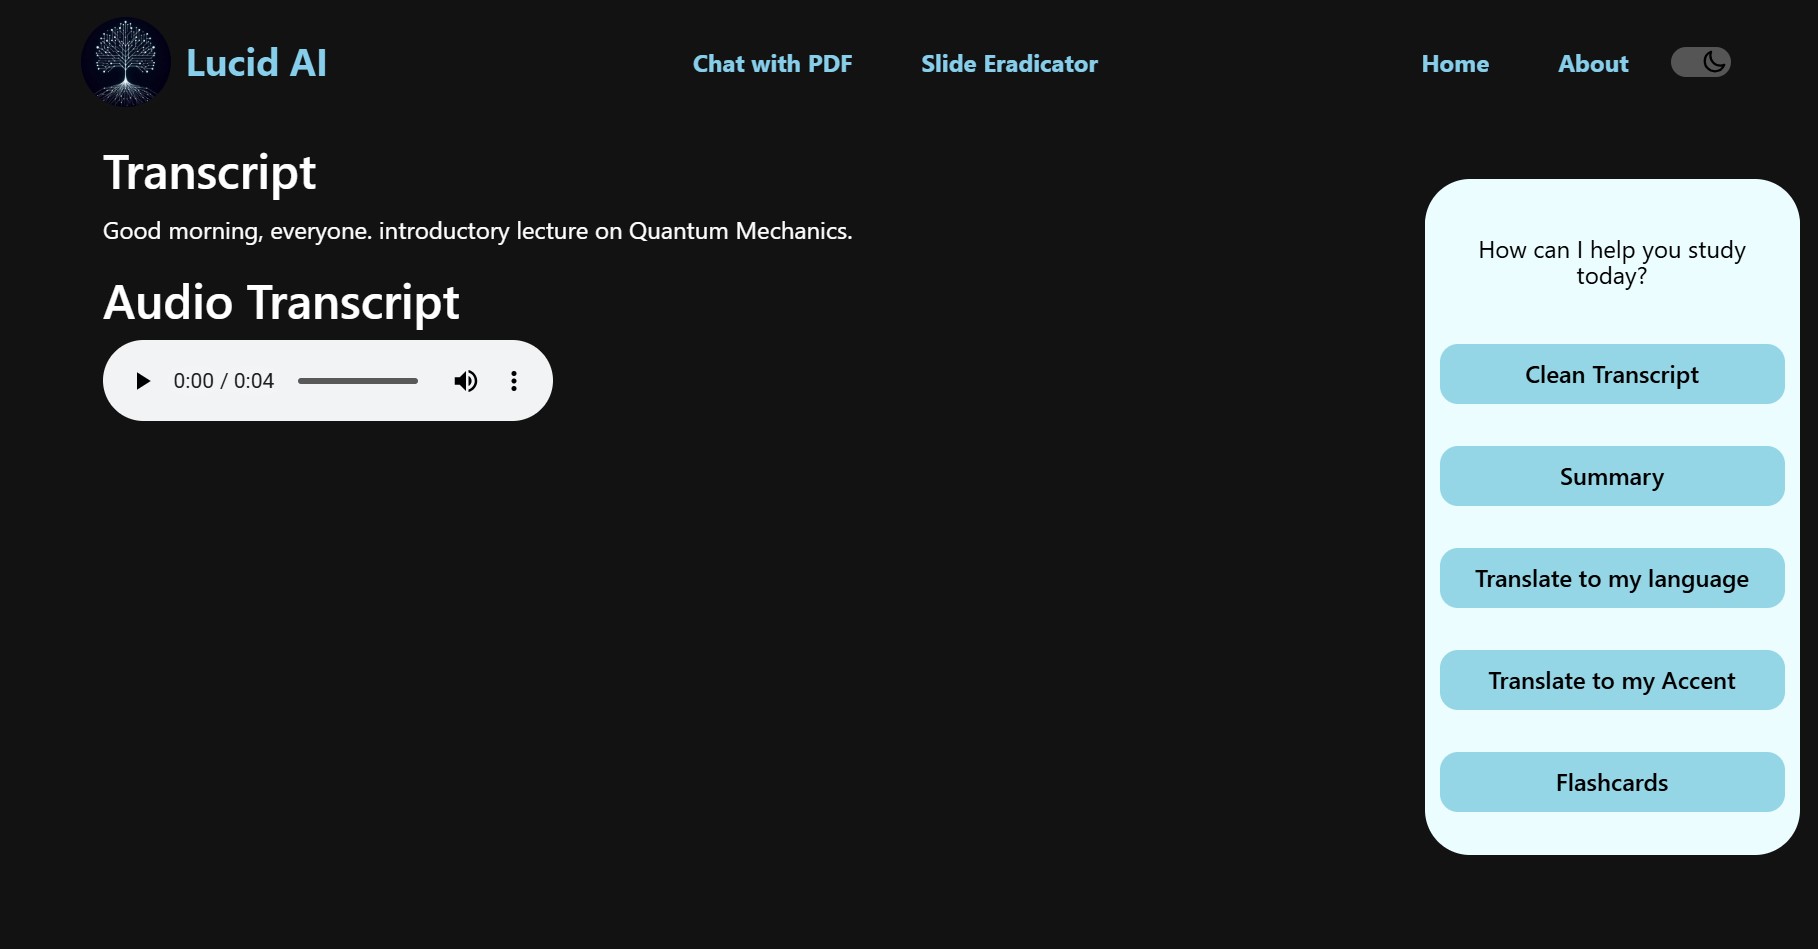 Lucid AI
Chat with PDF
Slide Eradicator
Home
About
Transcript
Good morning, everyone. introductory lecture on Quantum Mechanics.
Audio Transcript
0:00 / 0:04
How can I help you study
today?
Clean Transcript
Summary
Translate to my language
Translate to my Accent
Flashcards